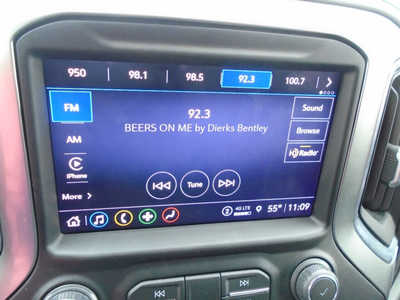 950 98.1 98.5 92.3 100.7
FM
92.3
Sound
BEERS ON ME by Dierks Bentley
AM
Browse
iPhone
HD Radio
Tune
More
4G LTE 55° 11:09